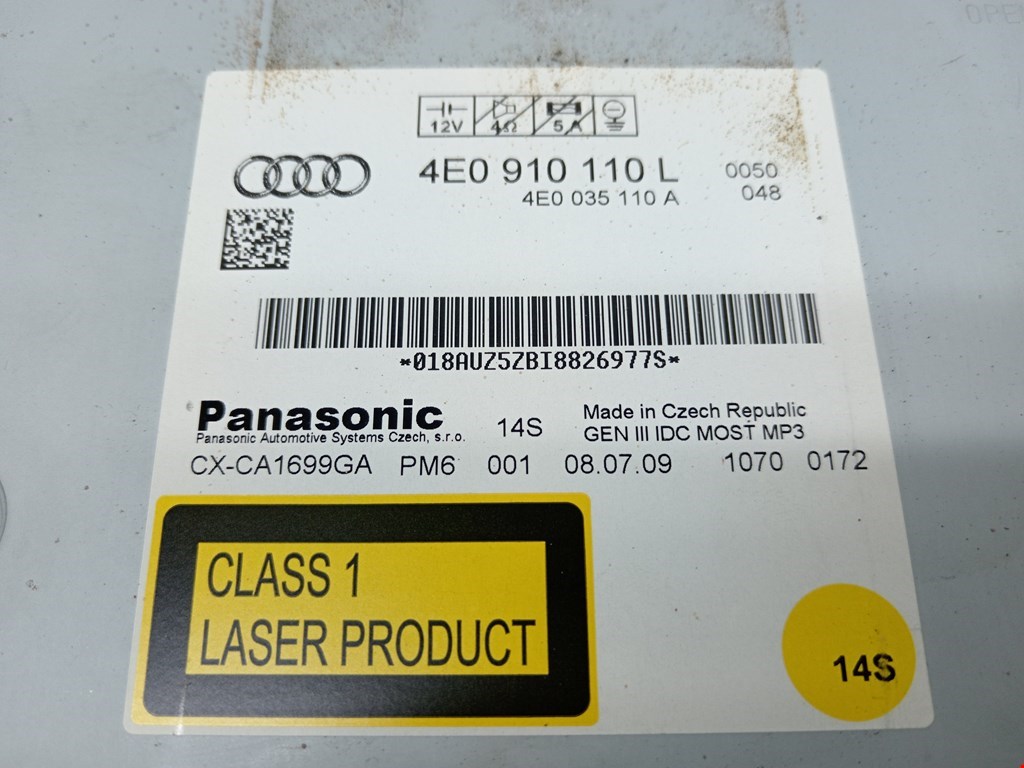 OPEN
12V 4Ω 5A
4E0 910 110 L 0050
4E0 035 110 A 048
*018AUZ5ZBI8826977S*
Panasonic 14S Made in Czech Republic
Panasonic Automotive Systems Czech, s.r.o. GEN III IDC MOST MP3
CX-CA1699GA PM6 001 08.07.09 1070 0172
CLASS 1
LASER PRODUCT
14S